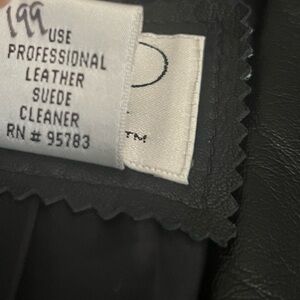 199
USE
PROFESSIONAL
LEATHER
SUEDE
CLEANER
RN # 95783
TM